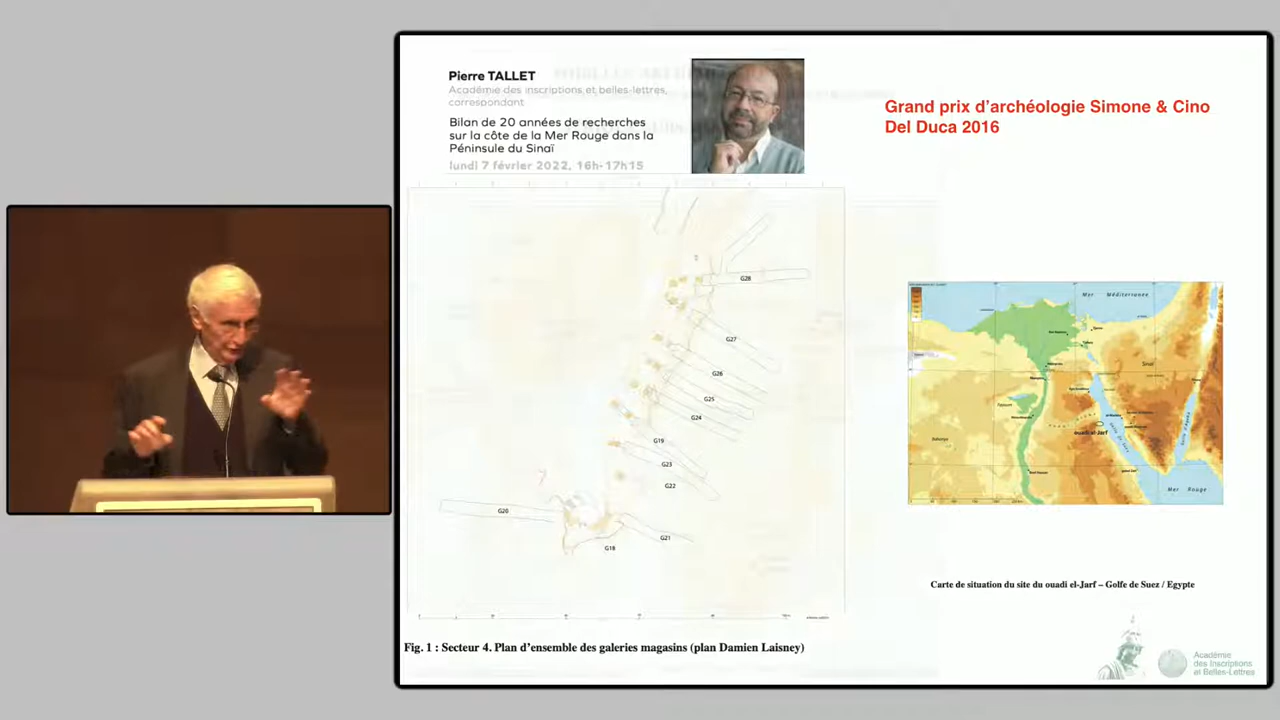 Pierre TALLET
Académie des inscriptions et belles-lettres,
correspondant
Bilan de 20 années de recherches
sur la côte de la Mer Rouge dans la
Péninsule du Sinaï
lundi 7 février 2022, 16h-17h15
Grand prix d'archéologie Simone & Cino
Del Duca 2016
G28
G27
G26
G25
G24
G19
G23
G22
G20
G21
G18
Mer Méditerranée
Sinaï
ouadi el-Jarf
Mer Rouge
Carte de situation du site du ouadi el-Jarf – Golfe de Suez / Egypte
Fig. 1 : Secteur 4. Plan d'ensemble des galeries magasins (plan Damien Laisney)
Académie
des Inscriptions
et Belles-Lettres